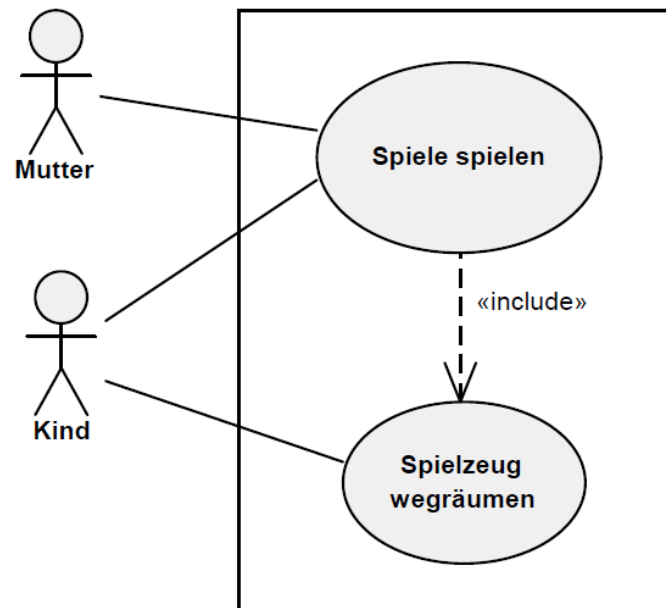 Mutter
Spiele spielen
«include»
Kind
Spielzeug
wegräumen